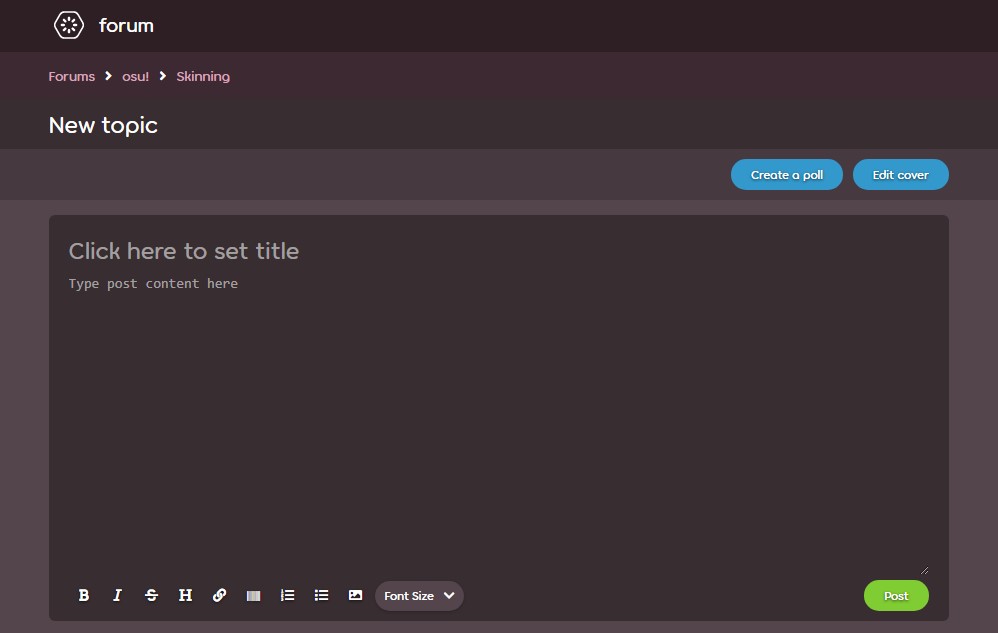 forum
Forums > osu! > Skinning
New topic
Create a poll Edit cover
Click here to set title
Type post content here
B I S H Font Size Post